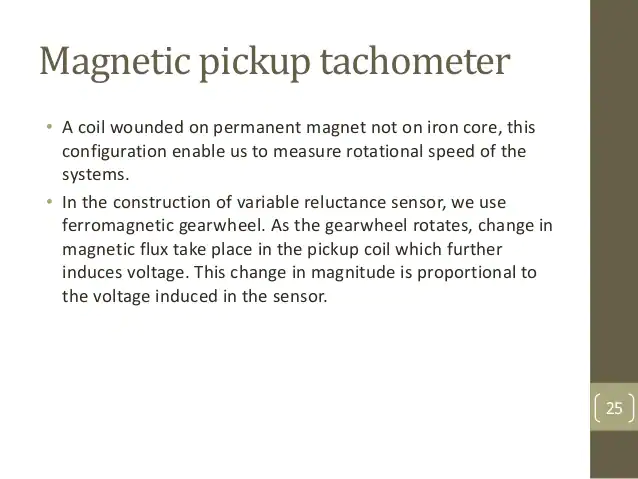 Magnetic pickup tachometer
• A coil wounded on permanent magnet not on iron core, this
configuration enable us to measure rotational speed of the
systems.
• In the construction of variable reluctance sensor, we use
ferromagnetic gearwheel. As the gearwheel rotates, change in
magnetic flux take place in the pickup coil which further
induces voltage. This change in magnitude is proportional to
the voltage induced in the sensor.
25